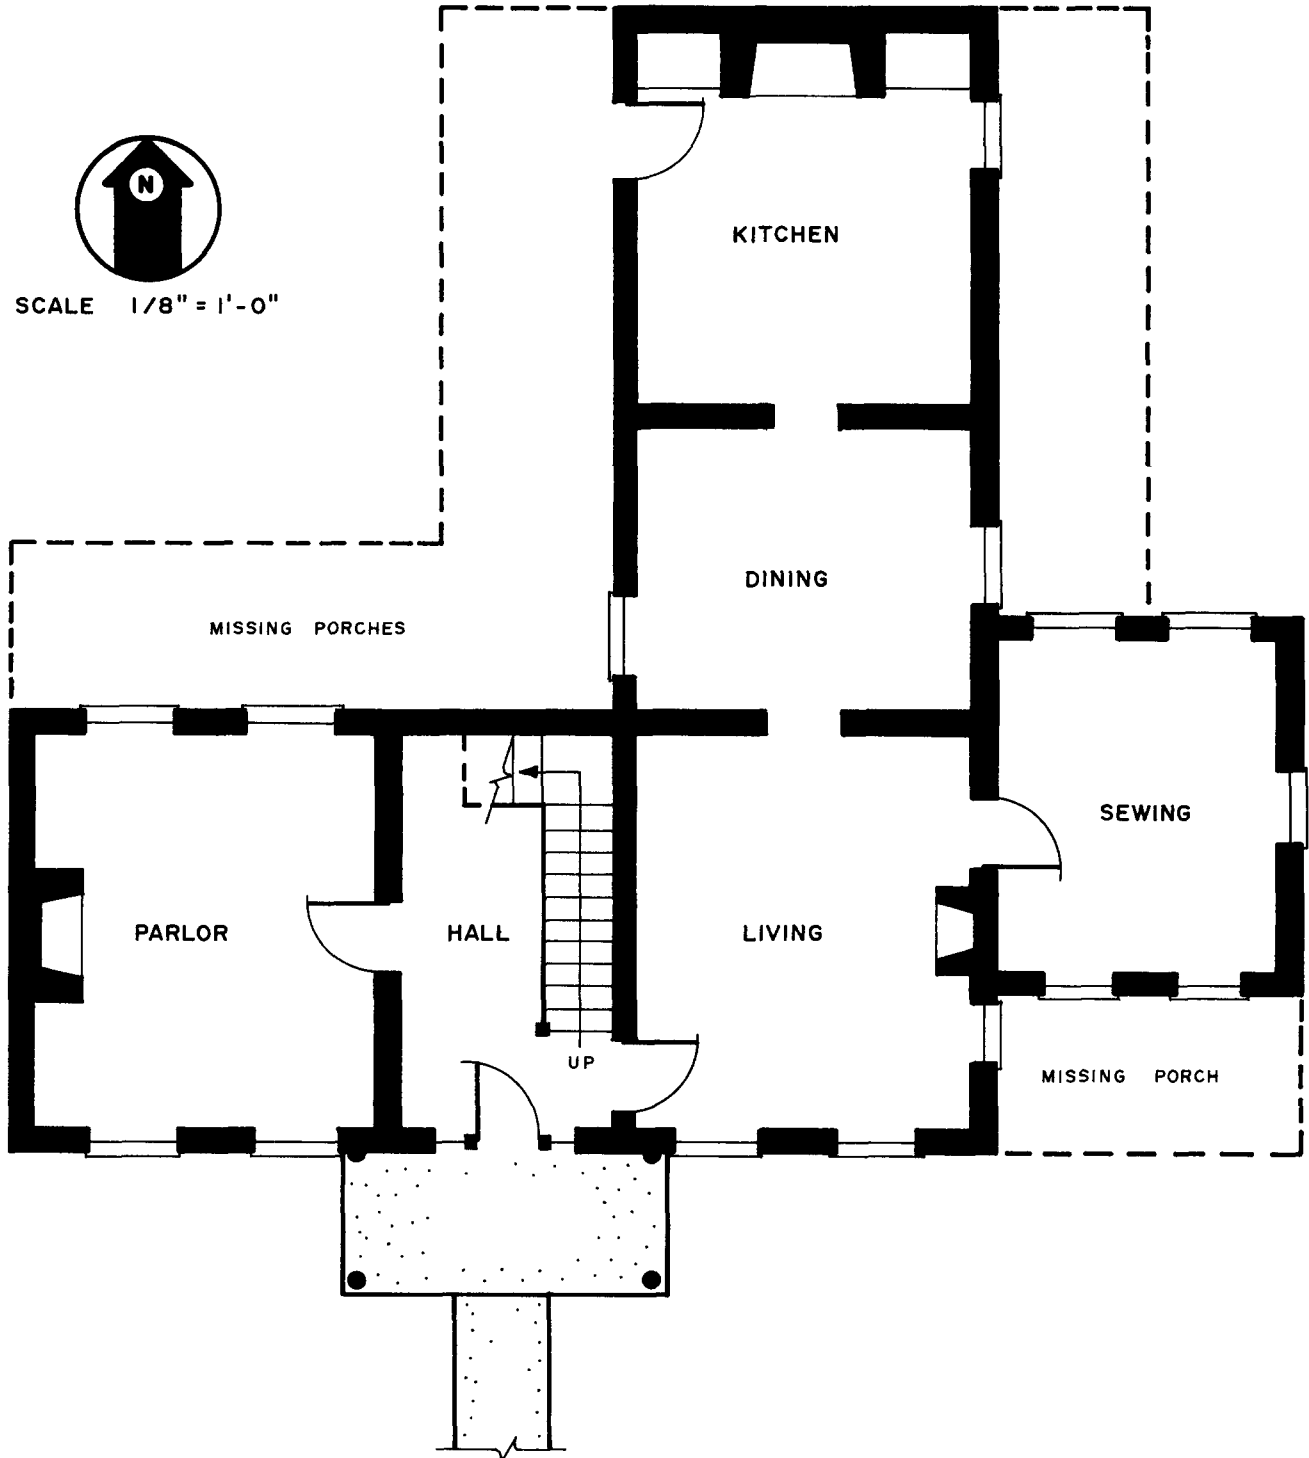 N
SCALE 1/8" = 1'-0"
KITCHEN
DINING
MISSING PORCHES
SEWING
PARLOR
HALL
LIVING
UP
MISSING PORCH